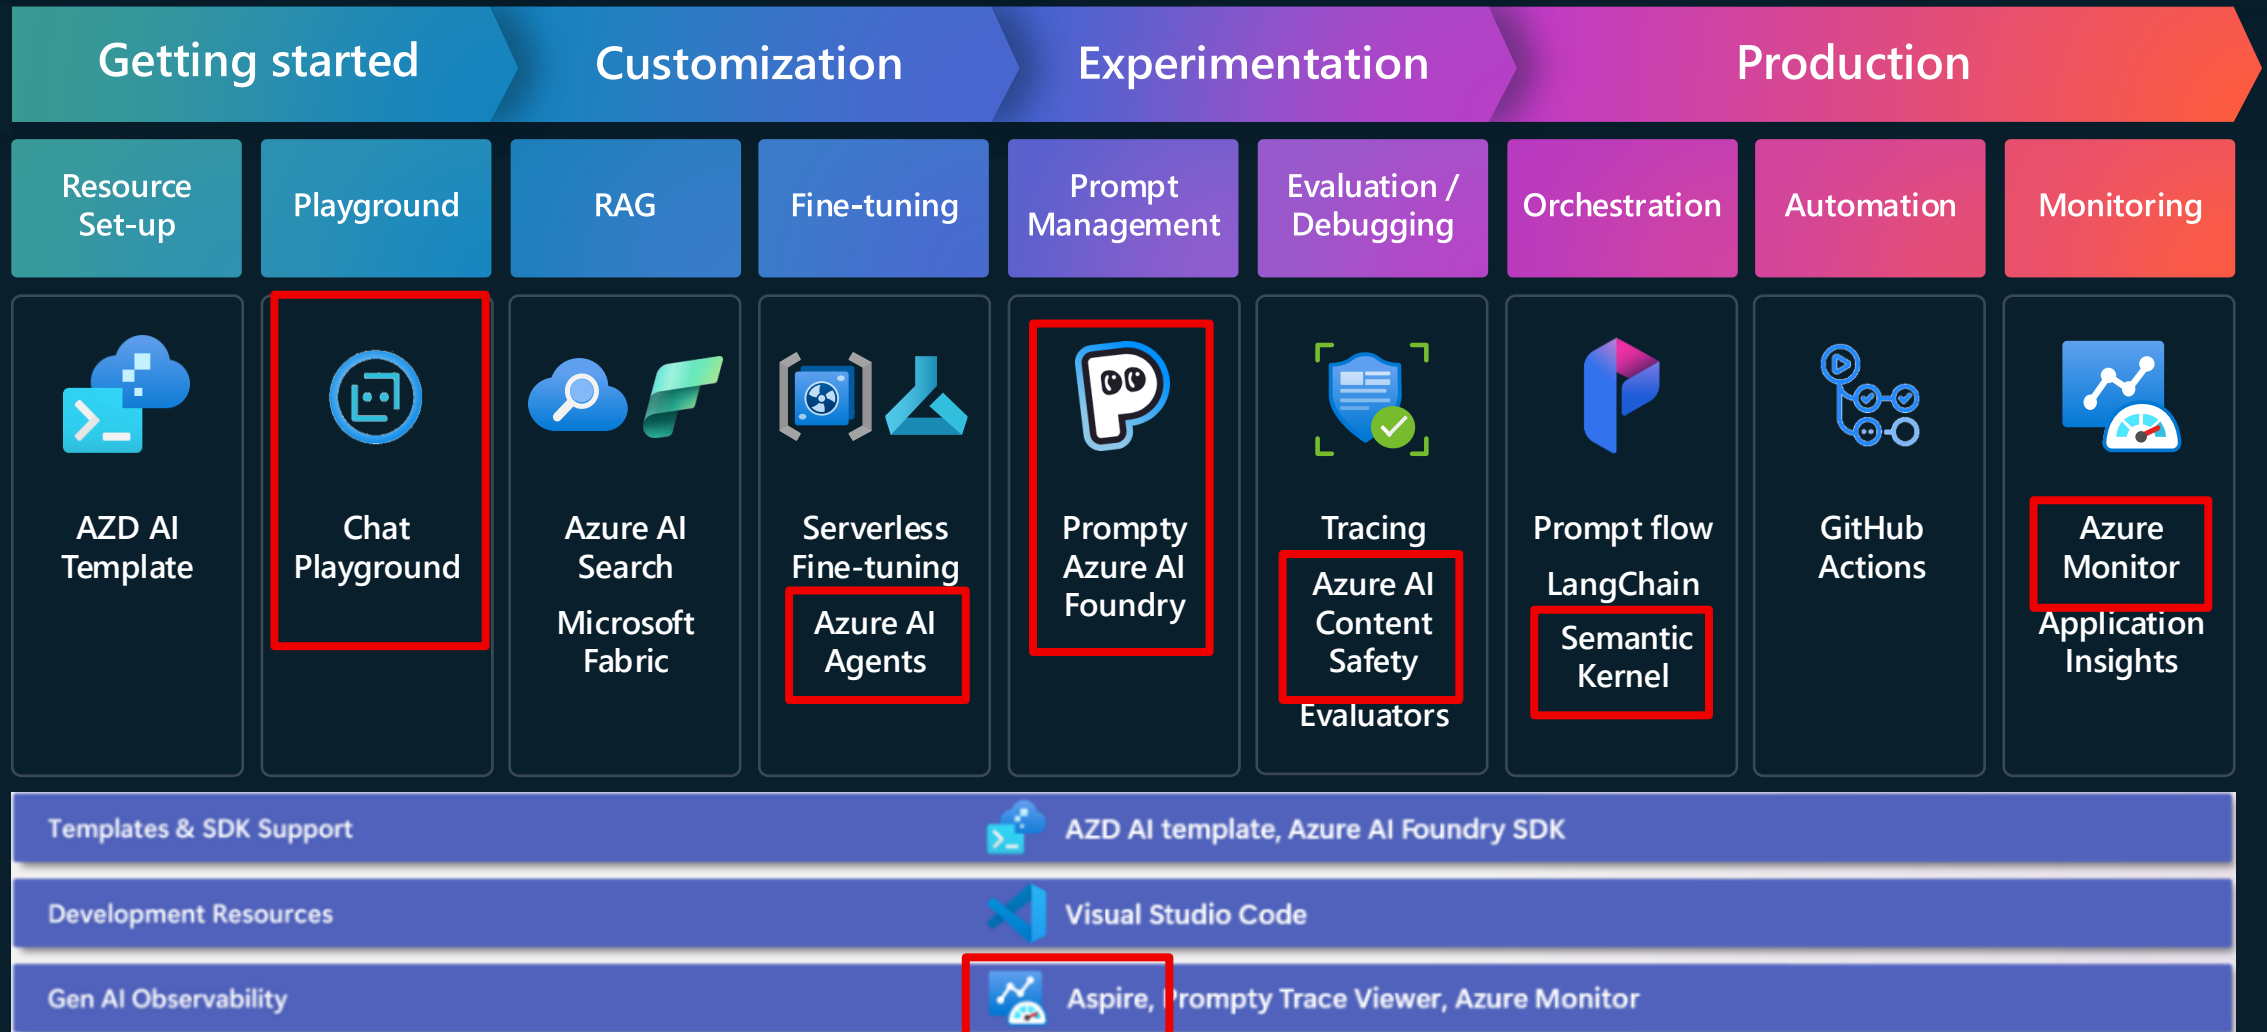 Getting started
Customization
Experimentation
Production
Resource
Set-up
Playground
RAG
Fine-tuning
Prompt
Management
Evaluation /
Debugging
Orchestration
Automation
Monitoring
AZD AI
Template
Chat
Playground
Azure AI
Search
Microsoft
Fabric
Serverless
Fine-tuning
Azure AI
Agents
Prompty
Azure AI
Foundry
Tracing
Azure AI
Content
Safety
Evaluators
Prompt flow
LangChain
Semantic
Kernel
GitHub
Actions
Azure
Monitor
Application
Insights
Templates & SDK Support
AZD AI template, Azure AI Foundry SDK
Development Resources
Visual Studio Code
Gen AI Observability
Aspire, Prompty Trace Viewer, Azure Monitor